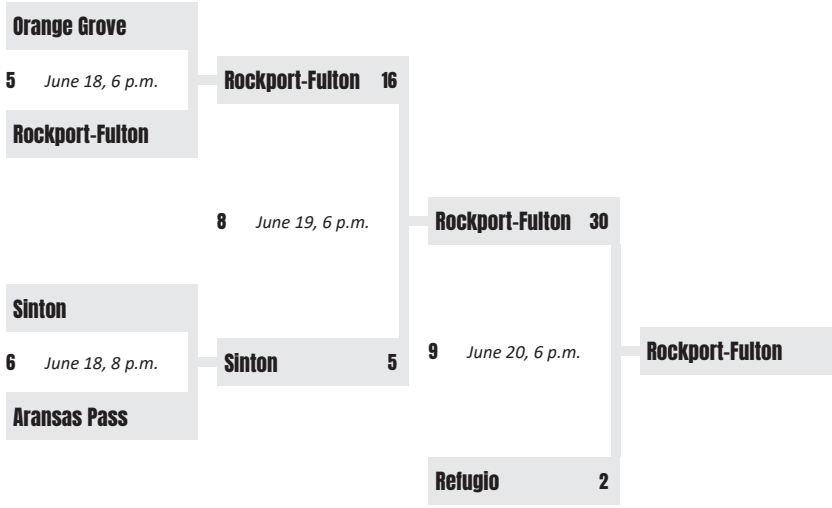 Orange Grove
5 June 18, 6 p.m.
Rockport-Fulton 16
Rockport-Fulton
8 June 19, 6 p.m.
Rockport-Fulton 30
Sinton
9 June 20, 6 p.m.
Rockport-Fulton
6 June 18, 8 p.m.
Sinton 5
Aransas Pass
Refugio 2